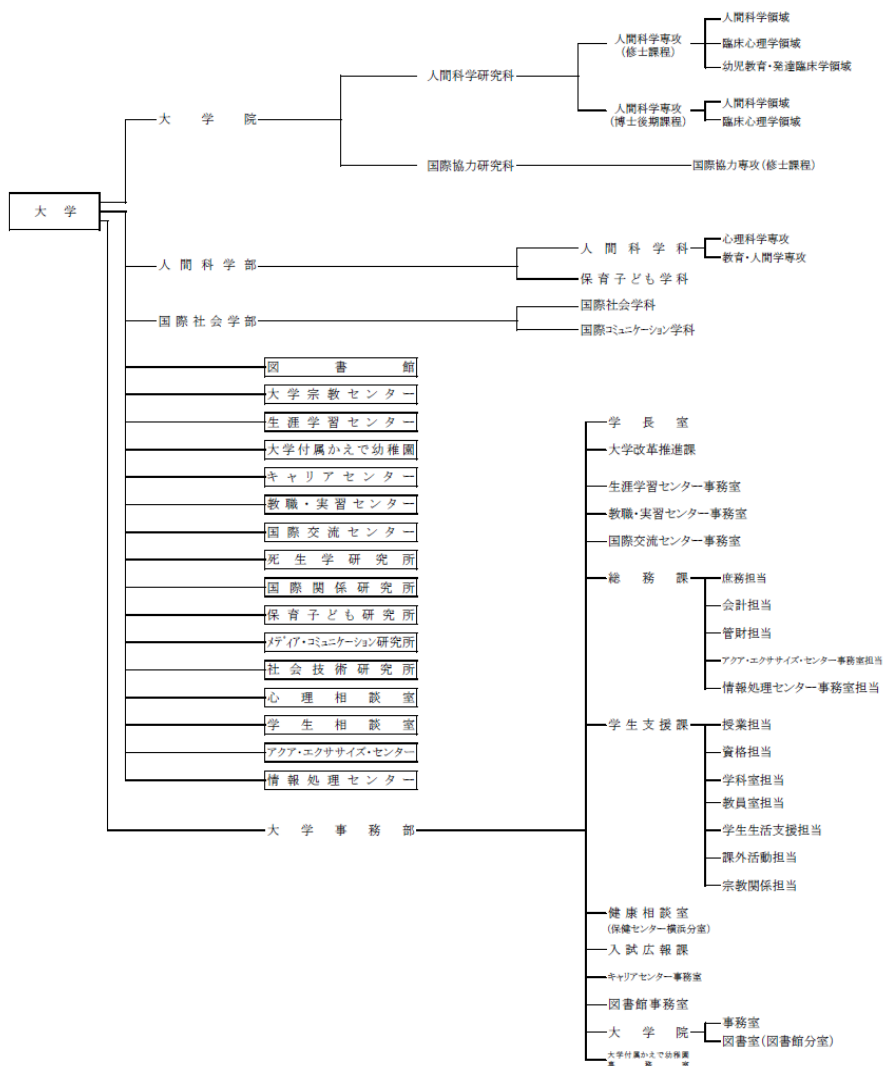 大学
大学院
人間科学研究科
人間科学専攻
(修士課程)
人間科学領域
臨床心理学領域
幼児教育・発達臨床学領域
人間科学専攻
(博士後期課程)
人間科学領域
臨床心理学領域
国際協力研究科
国際協力専攻(修士課程)
人間科学部
人間科学科
心理科学専攻
教育・人間学専攻
保育子ども学科
国際社会学部
国際社会学科
国際コミュニケーション学科
図書館
大学宗教センター
生涯学習センター
大学付属かえで幼稚園
キャリアセンター
教職・実習センター
国際交流センター
死生学研究所
国際関係研究所
保育子ども研究所
メディア・コミュニケーション研究所
社会技術研究所
心理相談室
学生相談室
アクア・エクササイズ・センター
情報処理センター
大学事務部
学長室
大学改革推進課
生涯学習センター事務室
教職・実習センター事務室
国際交流センター事務室
総務課
庶務担当
会計担当
管財担当
アクア・エクササイズ・センター事務室担当
情報処理センター事務室担当
学生支援課
授業担当
資格担当
学科室担当
教員室担当
学生生活支援担当
課外活動担当
宗教関係担当
健康相談室
(保健センター横浜分室)
入試広報課
キャリアセンター事務室
図書館事務室
大学院
事務室
図書室(図書館分室)
大学付属かえで幼稚園
事務室